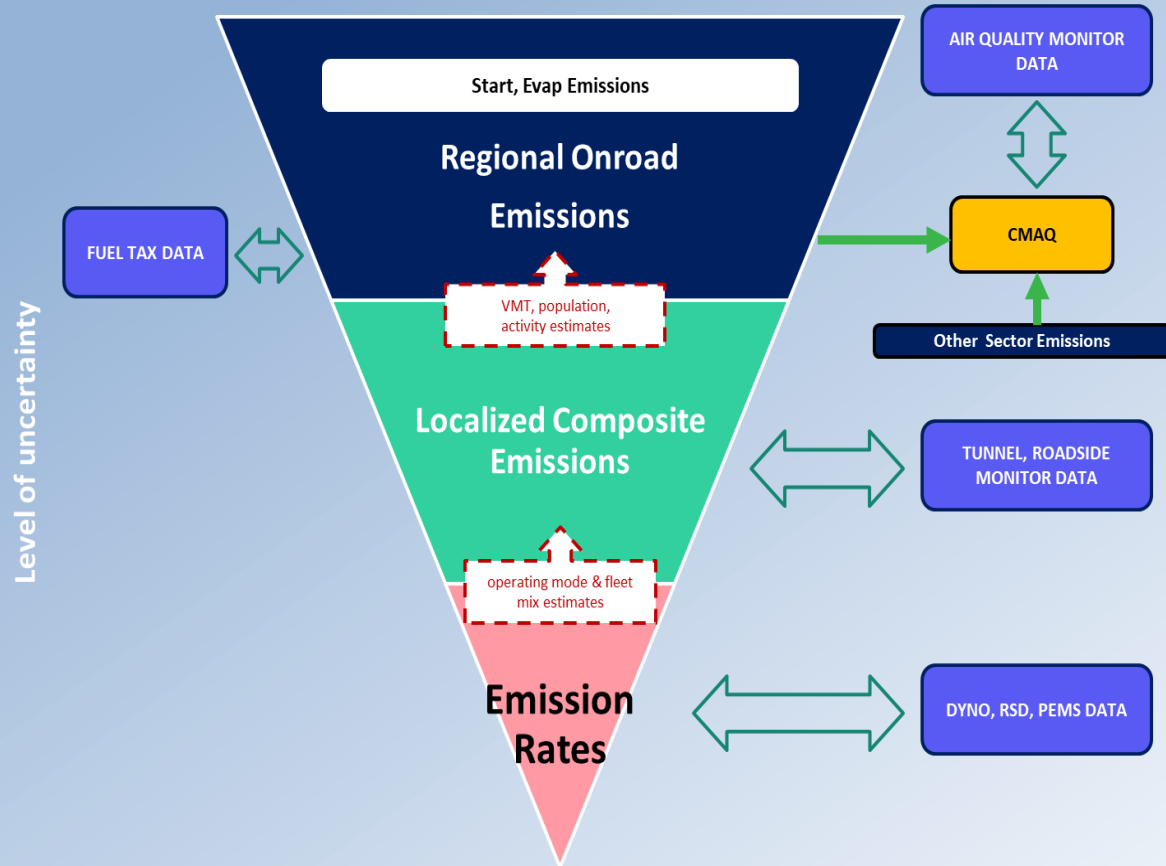 AIR QUALITY MONITOR
DATA
Start, Evap Emissions
Regional Onroad
Emissions
FUEL TAX DATA
CMAQ
VMT, population,
activity estimates
Other Sector Emissions
Level of uncertainty
Localized Composite
Emissions
TUNNEL, ROADSIDE
MONITOR DATA
operating mode & fleet
mix estimates
Emission
Rates
DYNO, RSD, PEMS DATA